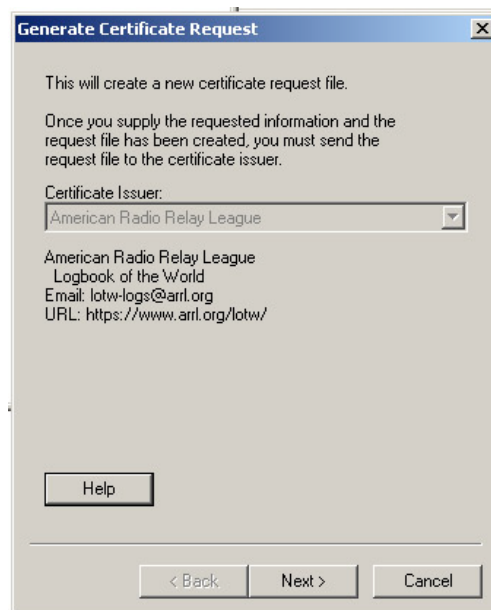 Generate Certificate Request
This will create a new certificate request file.
Once you supply the requested information and the
request file has been created, you must send the
request file to the certificate issuer.
Certificate Issuer:
American Radio Relay League
American Radio Relay League
Logbook of the World
Email: lotw-logs@arrl.org
URL: https://www.arrl.org/lotw/
Help
< Back
Next >
Cancel